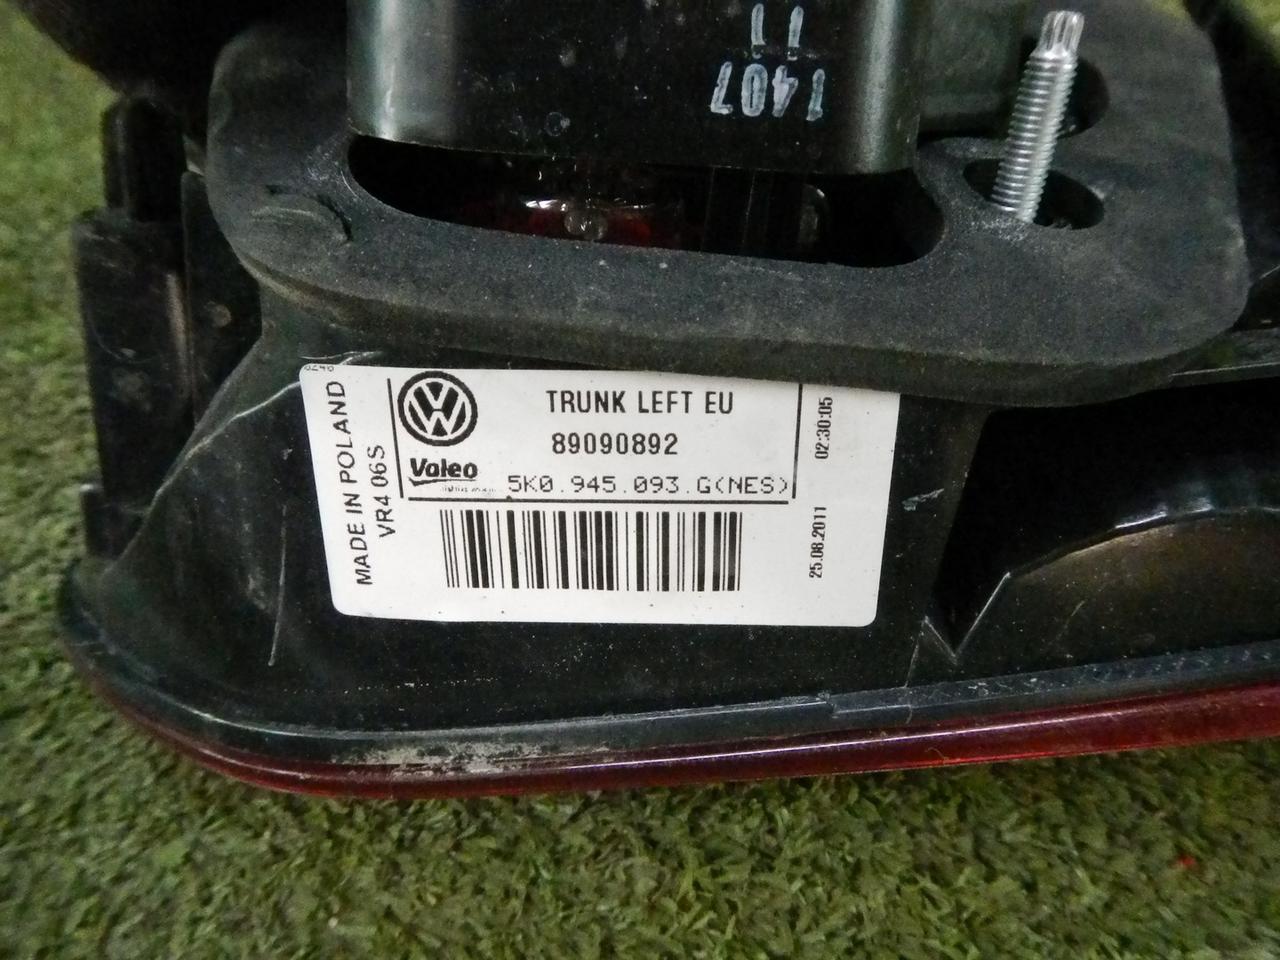 1407
0246
MADE IN POLAND
VR4 06S
TRUNK LEFT EU
89090892
Valeo
5K0.945.093.G(NES)
02:30:05
25.08.2011